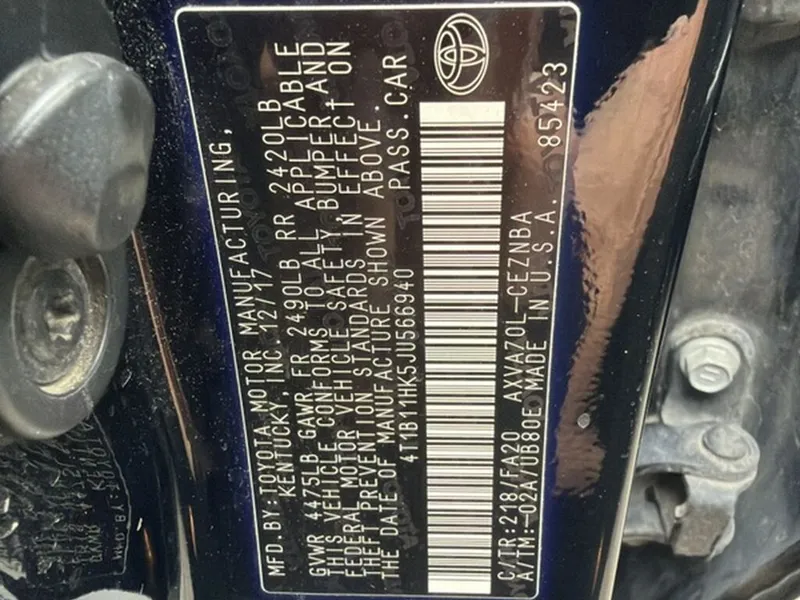 MFD. BY: TOYOTA MOTOR MANUFACTURING,
KENTUCKY, INC. 12/17
GVWR 4475LB GAWR FR 2490LB RR 2420LB
THIS VEHICLE CONFORMS TO ALL APPLICABLE
FEDERAL MOTOR VEHICLE SAFETY, BUMPER, AND
THEFT PREVENTION STANDARDS IN EFFECT ON
THE DATE OF MANUFACTURE SHOWN ABOVE.
4T1B11HK5JU566940 PASS. CAR
C/TR: 218/FA20 AXVA70L-CEZNBA
A/TM: -02A/UB80E MADE IN U.S.A. 85423